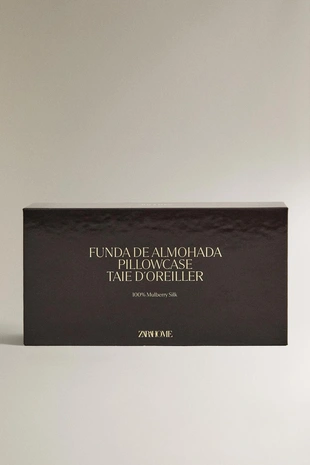 FUNDA DE ALMOHADA
PILLOWCASE
TAIE D'OREILLER
100% Mulberry Silk
ZARA HOME